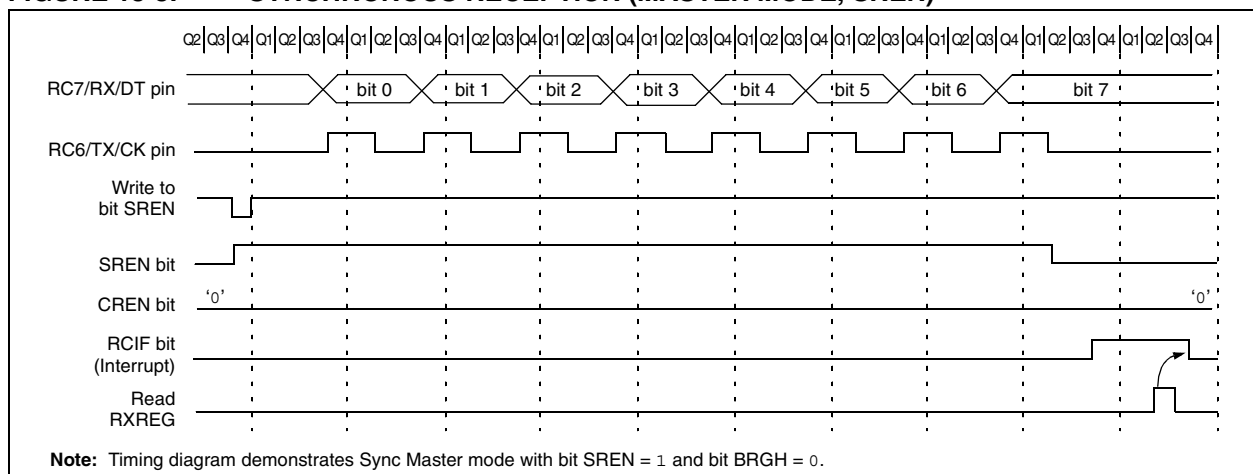 FIGURE SYNCHRONOUS RECEPTION (MASTER MODE, SREN)
Q2|Q3|Q4|Q1|Q2|Q3|Q4|Q1|Q2|Q3|Q4|Q1|Q2|Q3|Q4|Q1|Q2|Q3|Q4|Q1|Q2|Q3|Q4|Q1|Q2|Q3|Q4|Q1|Q2|Q3|Q4|Q1|Q2|Q3|Q4|Q1|Q2|Q3|Q4|Q1|Q2|Q3|Q4
RC7/RX/DT pin bit 0 bit 1 bit 2 bit 3 bit 4 bit 5 bit 6 bit 7
RC6/TX/CK pin
Write to
bit SREN
SREN bit
CREN bit ‘0’ ‘0’
RCIF bit
(Interrupt)
Read
RXREG
Note: Timing diagram demonstrates Sync Master mode with bit SREN = 1 and bit BRGH = 0.